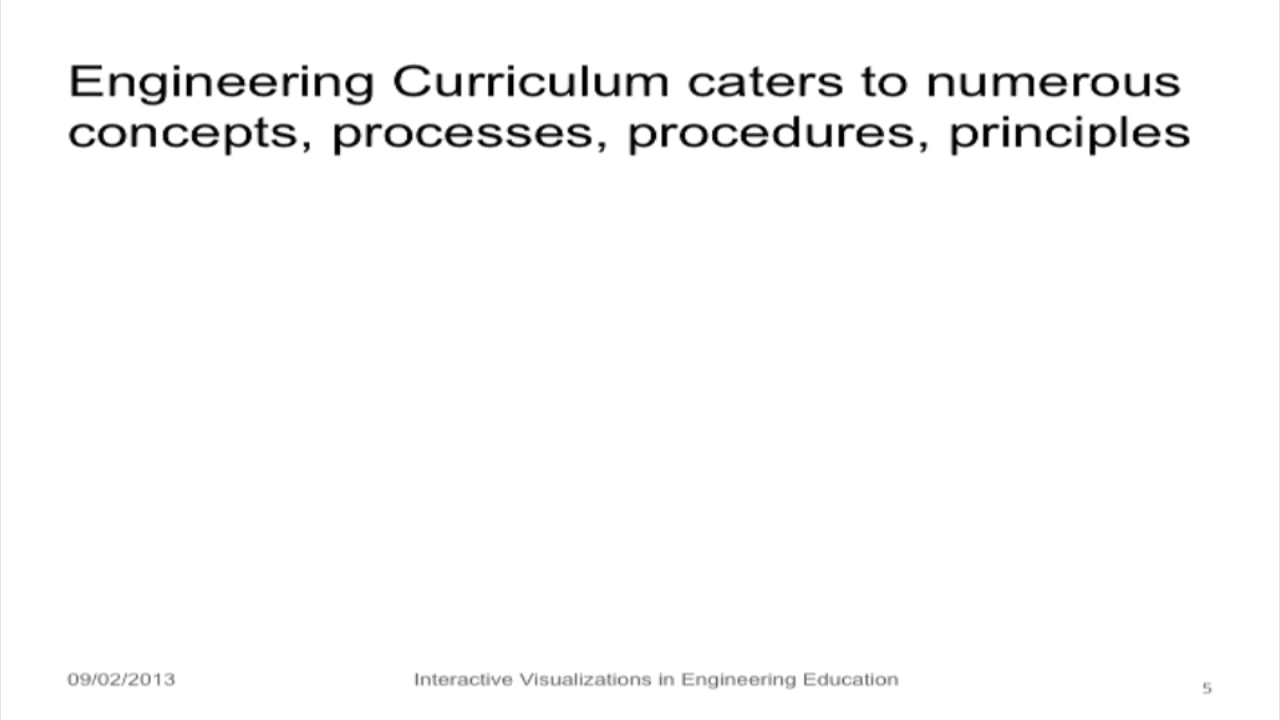 Engineering Curriculum caters to numerous
concepts, processes, procedures, principles
09/02/2013
Interactive Visualizations in Engineering Education
5